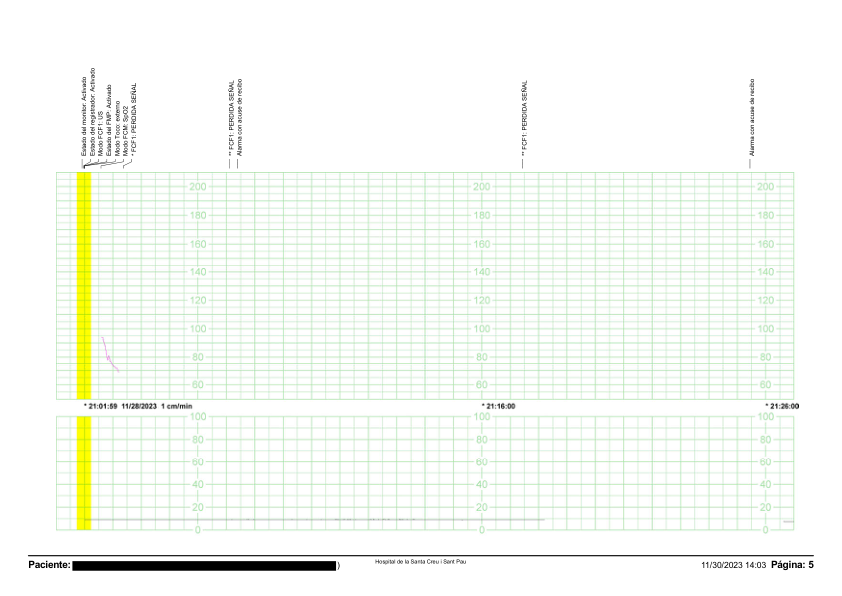 Estado del monitor: Activado
Estado del registrador: Activado
Modo FCF1: US
Estado del FMP: Activado
Modo Toco: externo
Modo FCM: SpO2
* FCF1: PERDIDA SEÑAL
** FCF1: PERDIDA SEÑAL
Alarma con acuse de recibo
** FCF1: PERDIDA SEÑAL
Alarma con acuse de recibo
200 200 200
180 180 180
160 160 160
140 140 140
120 120 120
100 100 100
80 80 80
60 60 60
* 21:01:59 11/28/2023 1 cm/min * 21:16:00 * 21:26:00
100 100 100
80 80 80
60 60 60
40 40 40
20 20 20
0 0 0
Paciente: ) Hospital de la Santa Creu i Sant Pau 11/30/2023 14:03 Página: 5